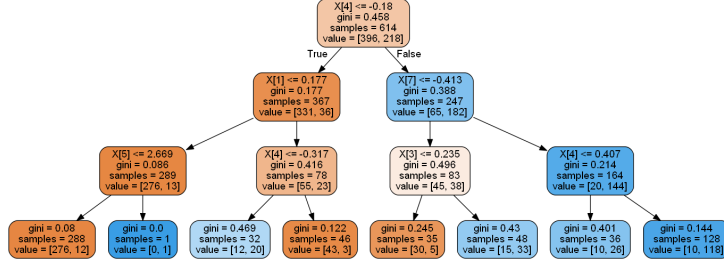 X[4] <= -0.18
gini = 0.458
samples = 614
value = [396, 218]
True
False
X[1] <= 0.177
gini = 0.177
samples = 367
value = [331, 36]
X[7] <= -0.413
gini = 0.388
samples = 247
value = [65, 182]
X[5] <= 2.669
gini = 0.086
samples = 289
value = [276, 13]
X[4] <= -0.317
gini = 0.416
samples = 78
value = [55, 23]
X[3] <= 0.235
gini = 0.496
samples = 83
value = [45, 38]
X[4] <= 0.407
gini = 0.214
samples = 164
value = [20, 144]
gini = 0.08
samples = 288
value = [276, 12]
gini = 0.0
samples = 1
value = [0, 1]
gini = 0.469
samples = 32
value = [12, 20]
gini = 0.122
samples = 46
value = [43, 3]
gini = 0.245
samples = 35
value = [30, 5]
gini = 0.43
samples = 48
value = [15, 33]
gini = 0.401
samples = 36
value = [10, 26]
gini = 0.144
samples = 128
value = [10, 118]